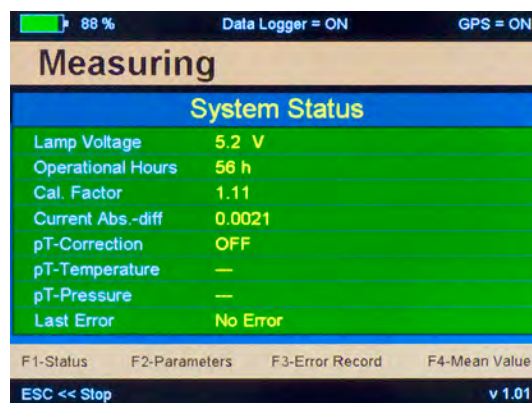 88 % Data Logger = ON GPS = ON
Measuring
System Status
Lamp Voltage 5.2 V
Operational Hours 56 h
Cal. Factor 1.11
Current Abs.-diff 0.0021
pT-Correction OFF
pT-Temperature ---
pT-Pressure ---
Last Error No Error
F1-Status F2-Parameters F3-Error Record F4-Mean Value
ESC << Stop v 1.01